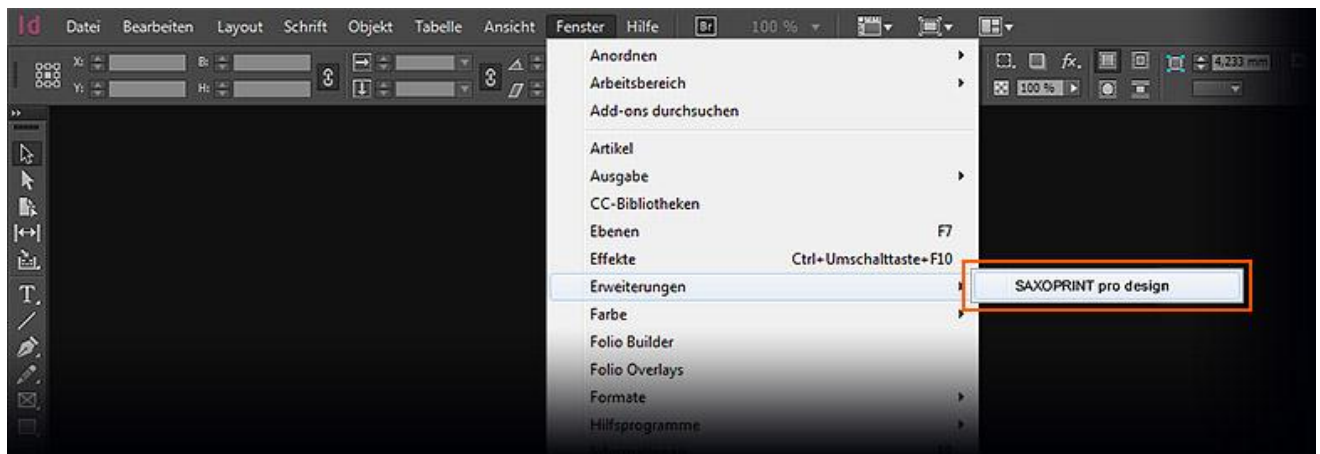 Id Datei Bearbeiten Layout Schrift Objekt Tabelle Ansicht Fenster Hilfe Br 100 %
X: B:
Y: H:
fx. 4,233 mm
100 %
Anordnen
Arbeitsbereich
Add-ons durchsuchen
Artikel
Ausgabe
CC-Bibliotheken
Ebenen F7
Effekte Ctrl+Umschalttaste+F10
Erweiterungen
SAXOPRINT pro design
Farbe
Folio Builder
Folio Overlays
Formate
Hilfsprogramme